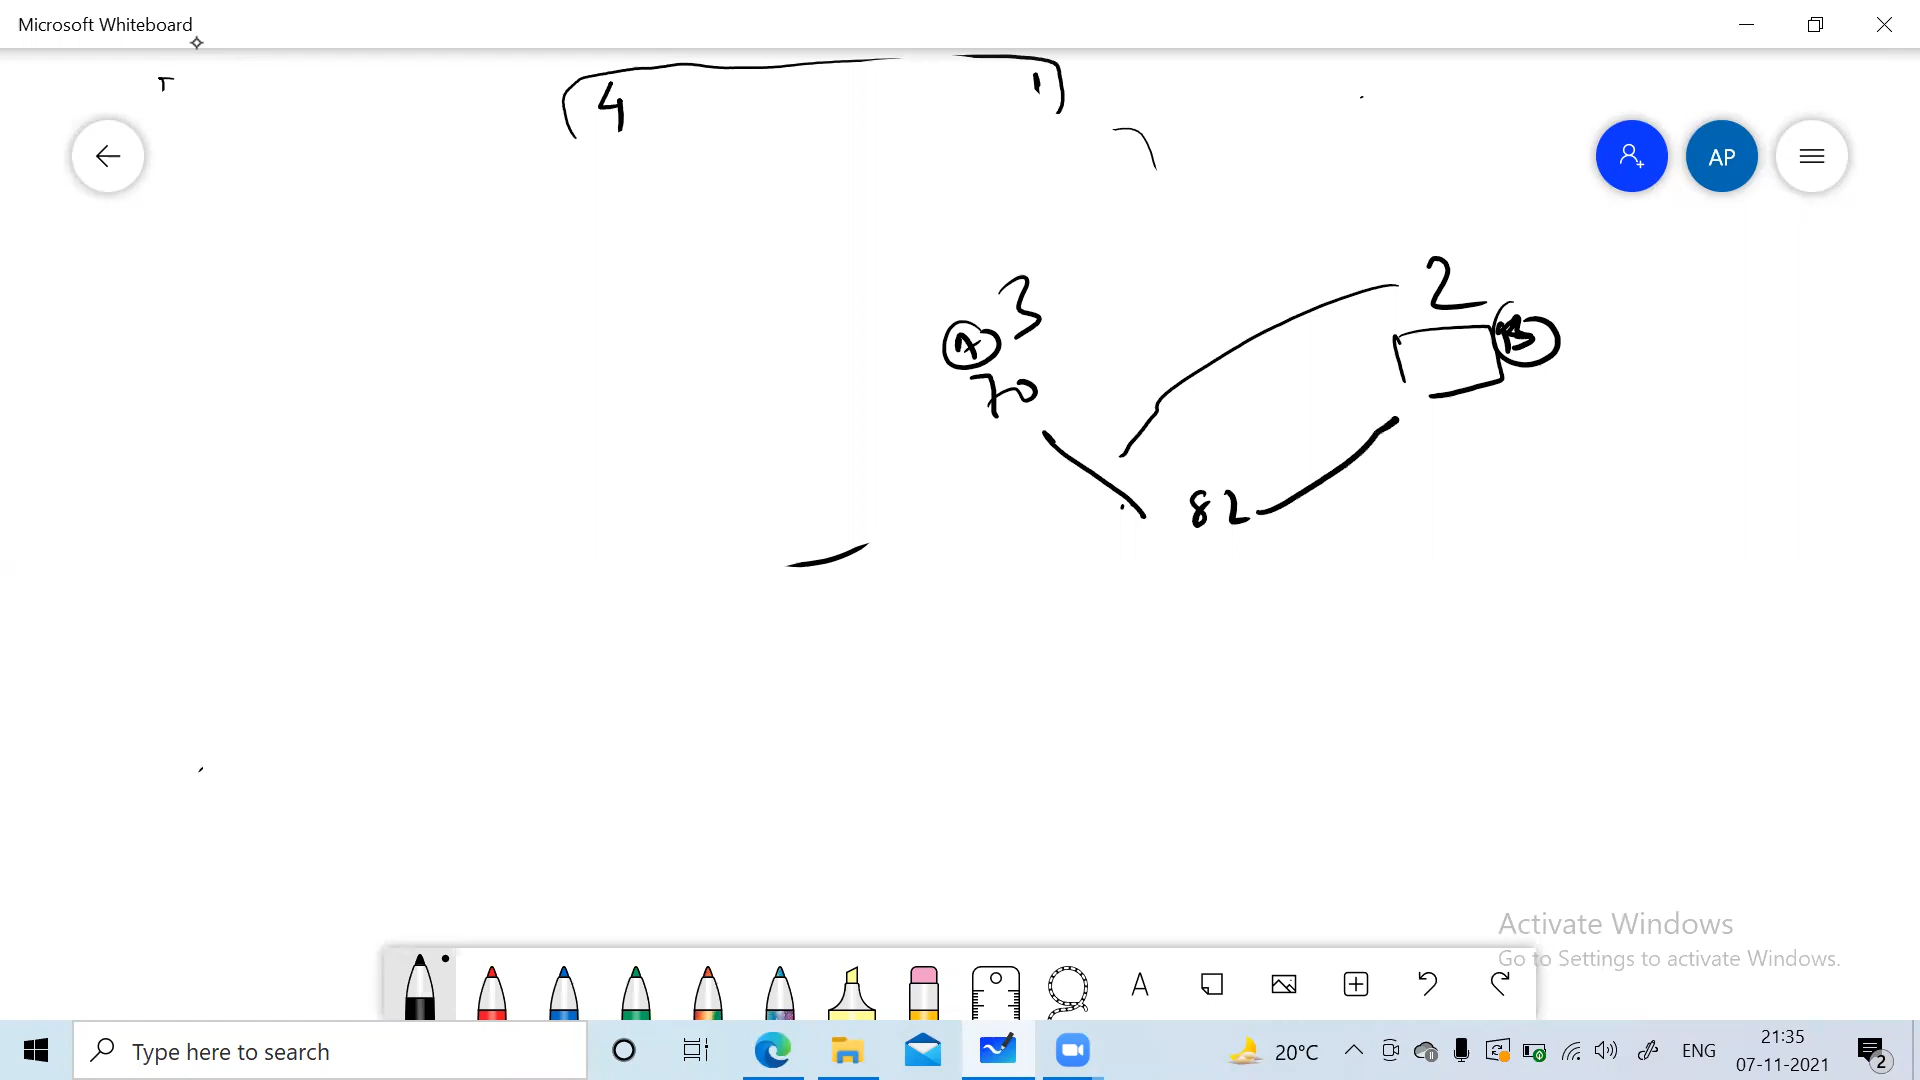 Microsoft Whiteboard
4
AP
3
2
70
82
Activate Windows
Go to Settings to activate Windows.
A
Type here to search
20°C
ENG
21:35
07-11-2021
2